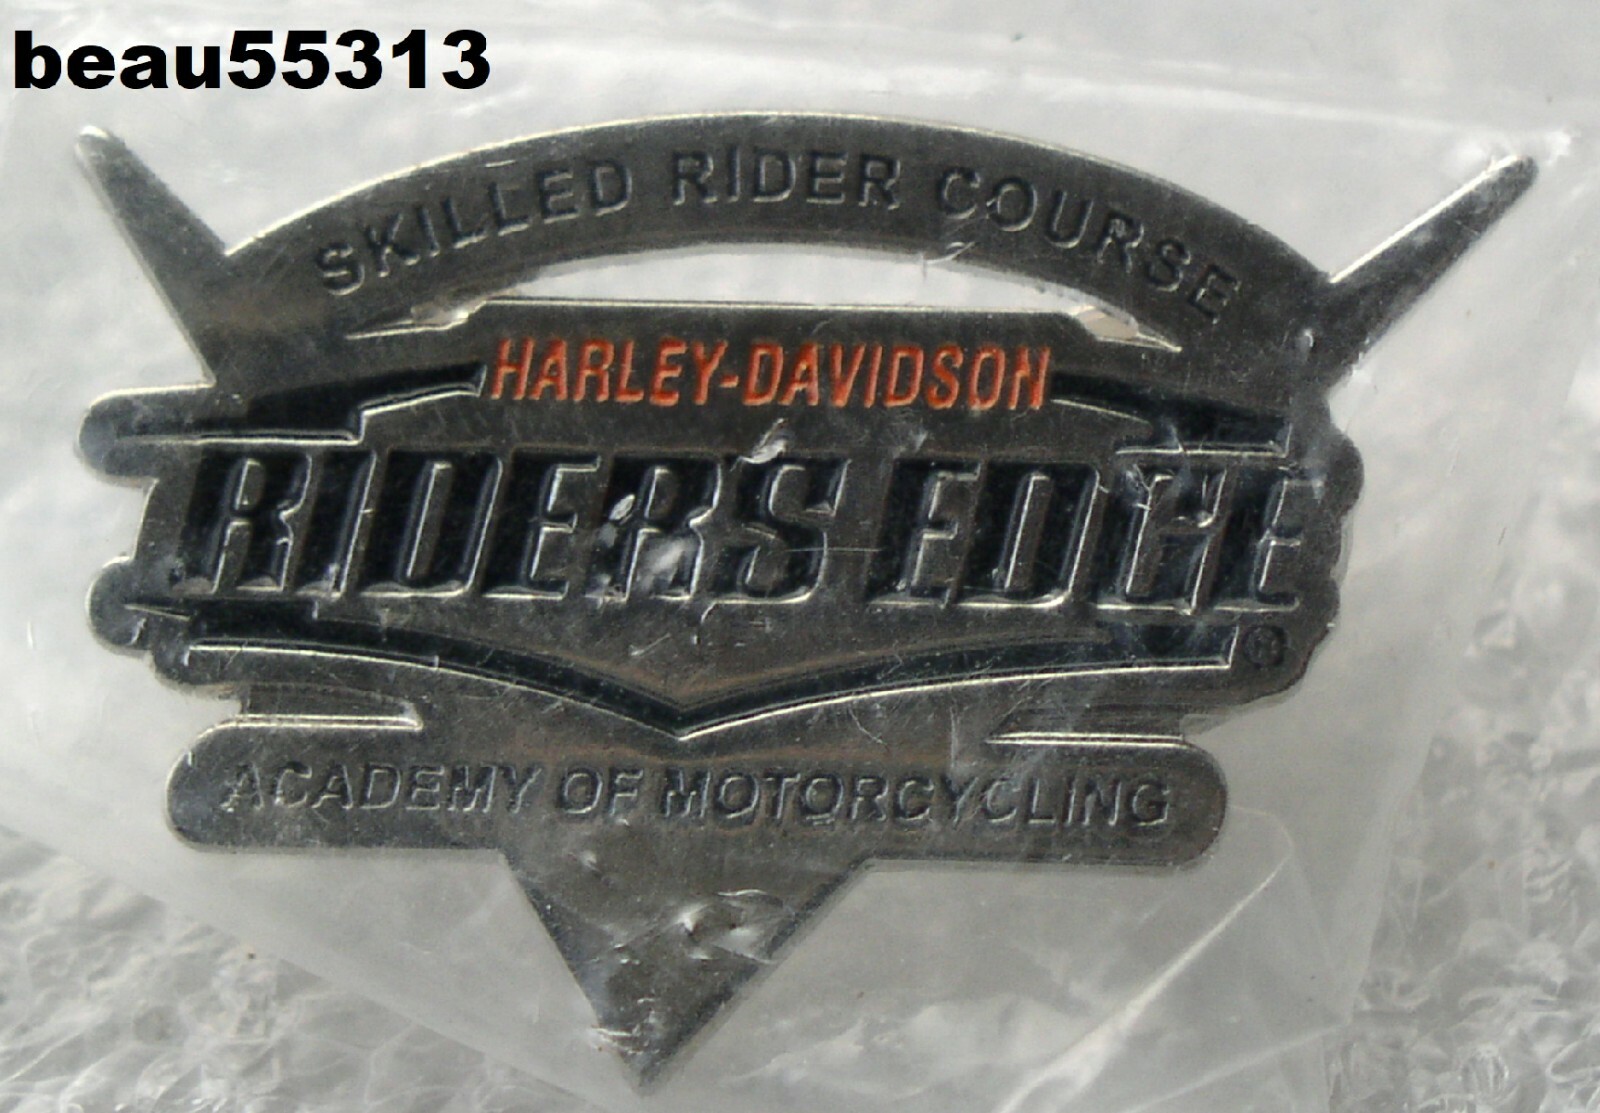 beau55313
SKILLED RIDER COURSE
HARLEY-DAVIDSON
RIDER'S EDGE
®
ACADEMY OF MOTORCYCLING